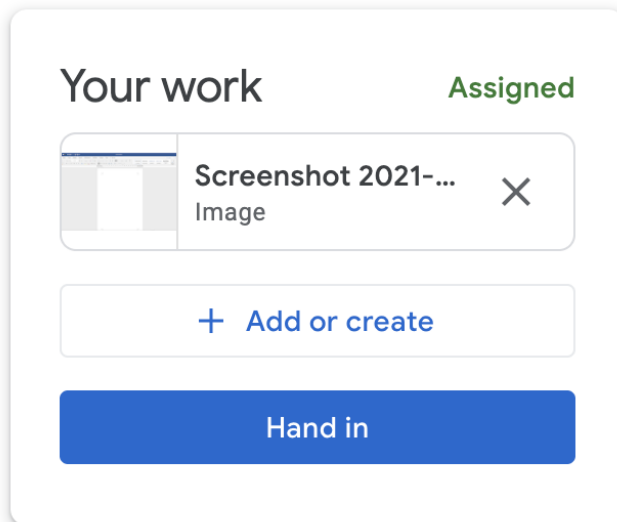 Your work
Assigned
Screenshot 2021-...
Image
+ Add or create
Hand in